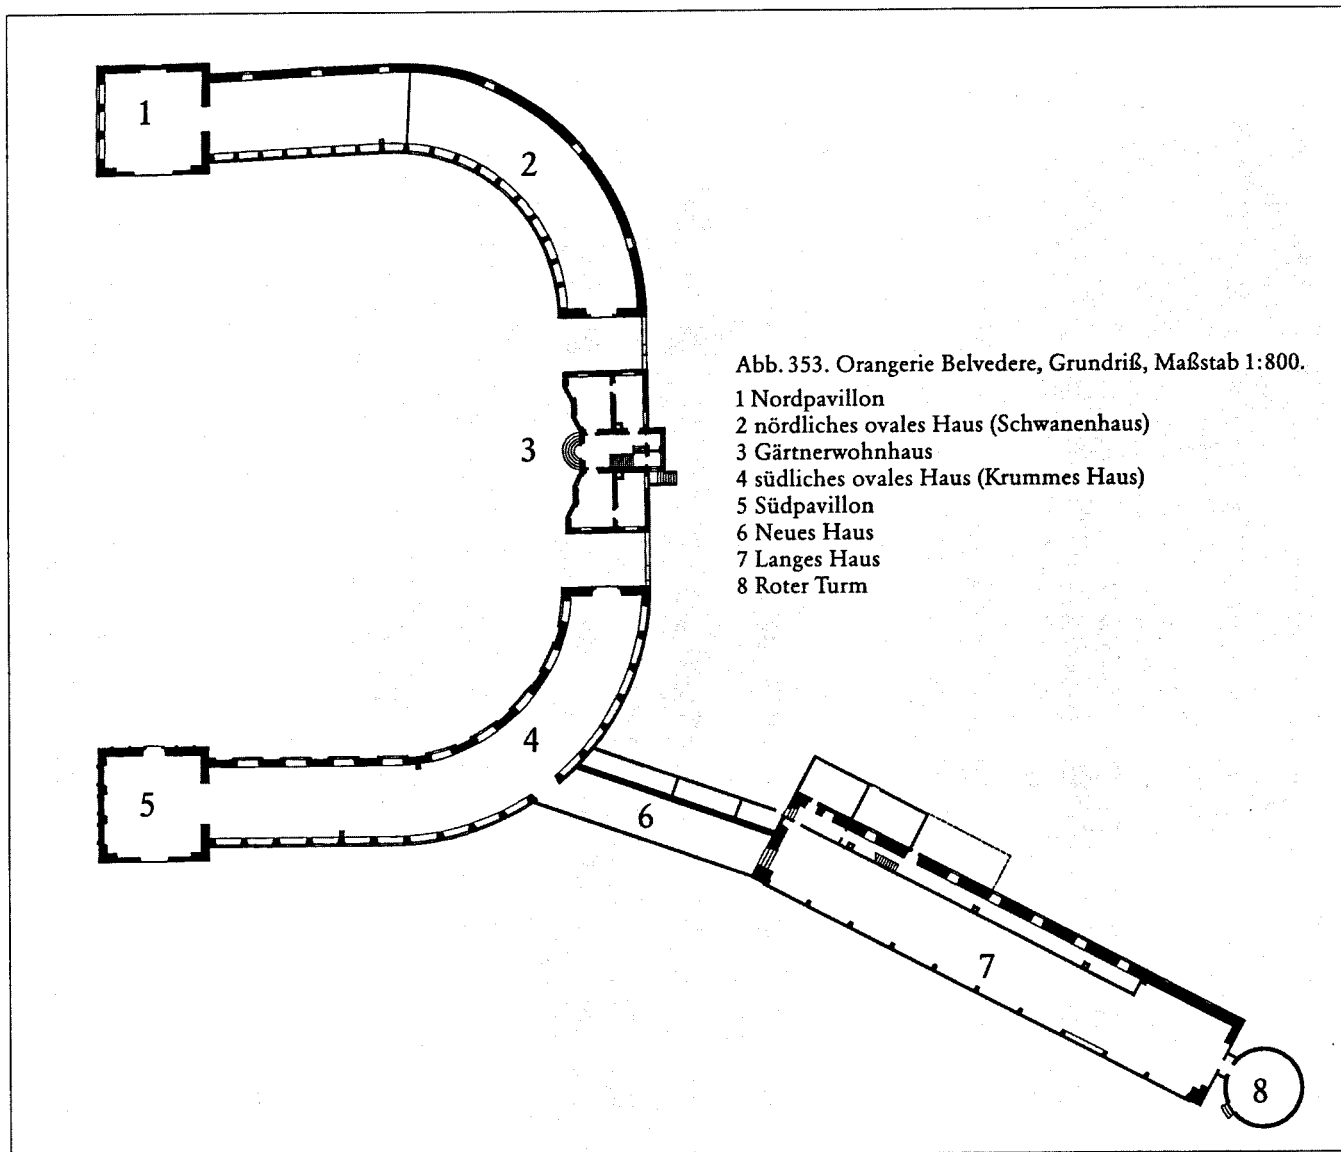 1
2
3
4
5
6
7
8
Abb. 353. Orangerie Belvedere, Grundriß, Maßstab 1:800.
1 Nordpavillon
2 nördliches ovales Haus (Schwanenhaus)
3 Gärtnerwohnhaus
4 südliches ovales Haus (Krummes Haus)
5 Südpavillon
6 Neues Haus
7 Langes Haus
8 Roter Turm